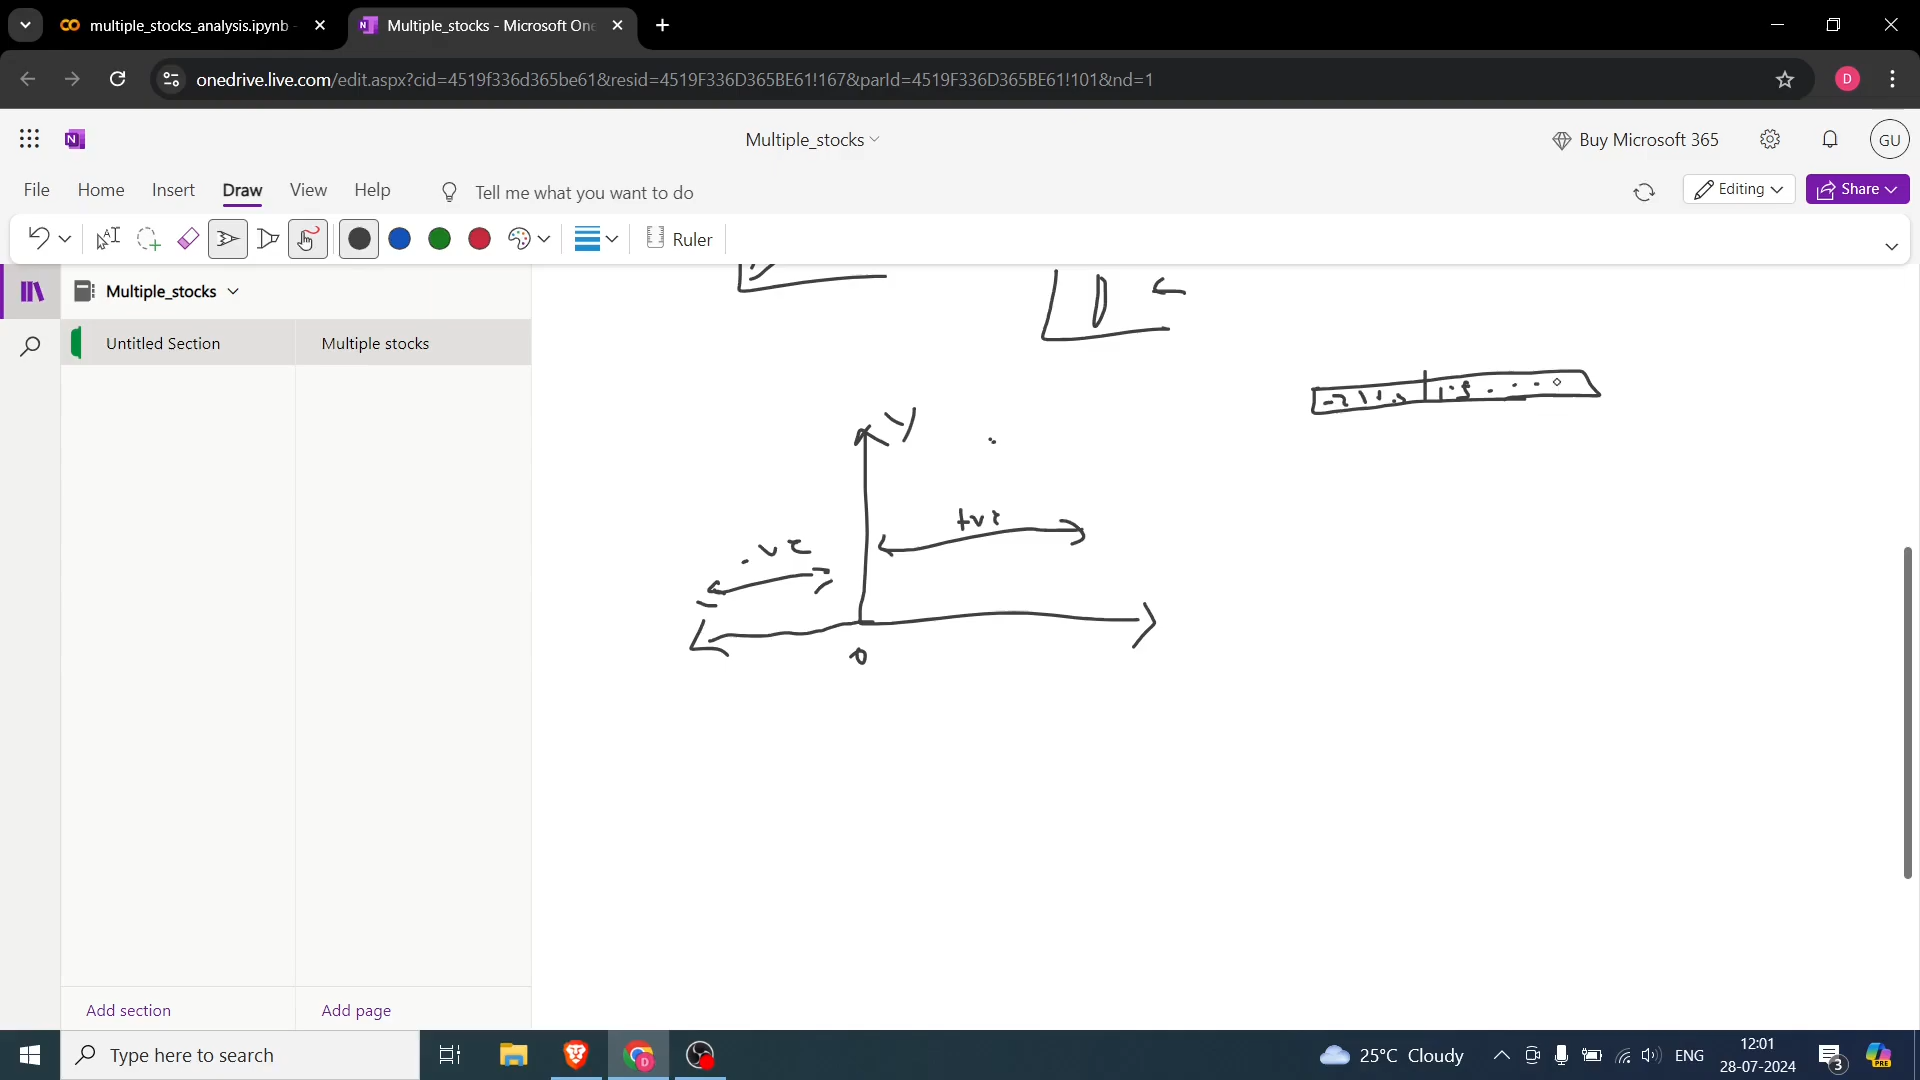 multiple_stocks_analysis.ipynb -
Multiple_stocks - Microsoft One
onedrive.live.com/edit.aspx?cid=4519f336d365be61&resid=4519F336D365BE61!167&parId=4519F336D365BE61!101&nd=1
D
Multiple_stocks
Buy Microsoft 365
GU
File Home Insert Draw View Help Tell me what you want to do
Editing
Share
Ruler
Multiple_stocks
Untitled Section
Multiple stocks
y
+ve
-ve
0
Add section
Add page
Type here to search
25°C Cloudy
ENG
12:01
28-07-2024
3
PRE